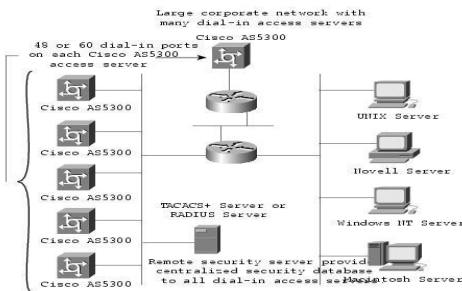 Large corporate network with
many dial-in access servers
Cisco AS5300
48 or 60 dial-in ports
on each Cisco AS5300
access server
Cisco AS5300
Cisco AS5300
Cisco AS5300
Cisco AS5300
Cisco AS5300
UNIX Server
Novell Server
Windows NT Server
Macintosh Server
TACACS+ Server or
RADIUS Server
Remote security server provid
centralized security database
to all dial-in access servers